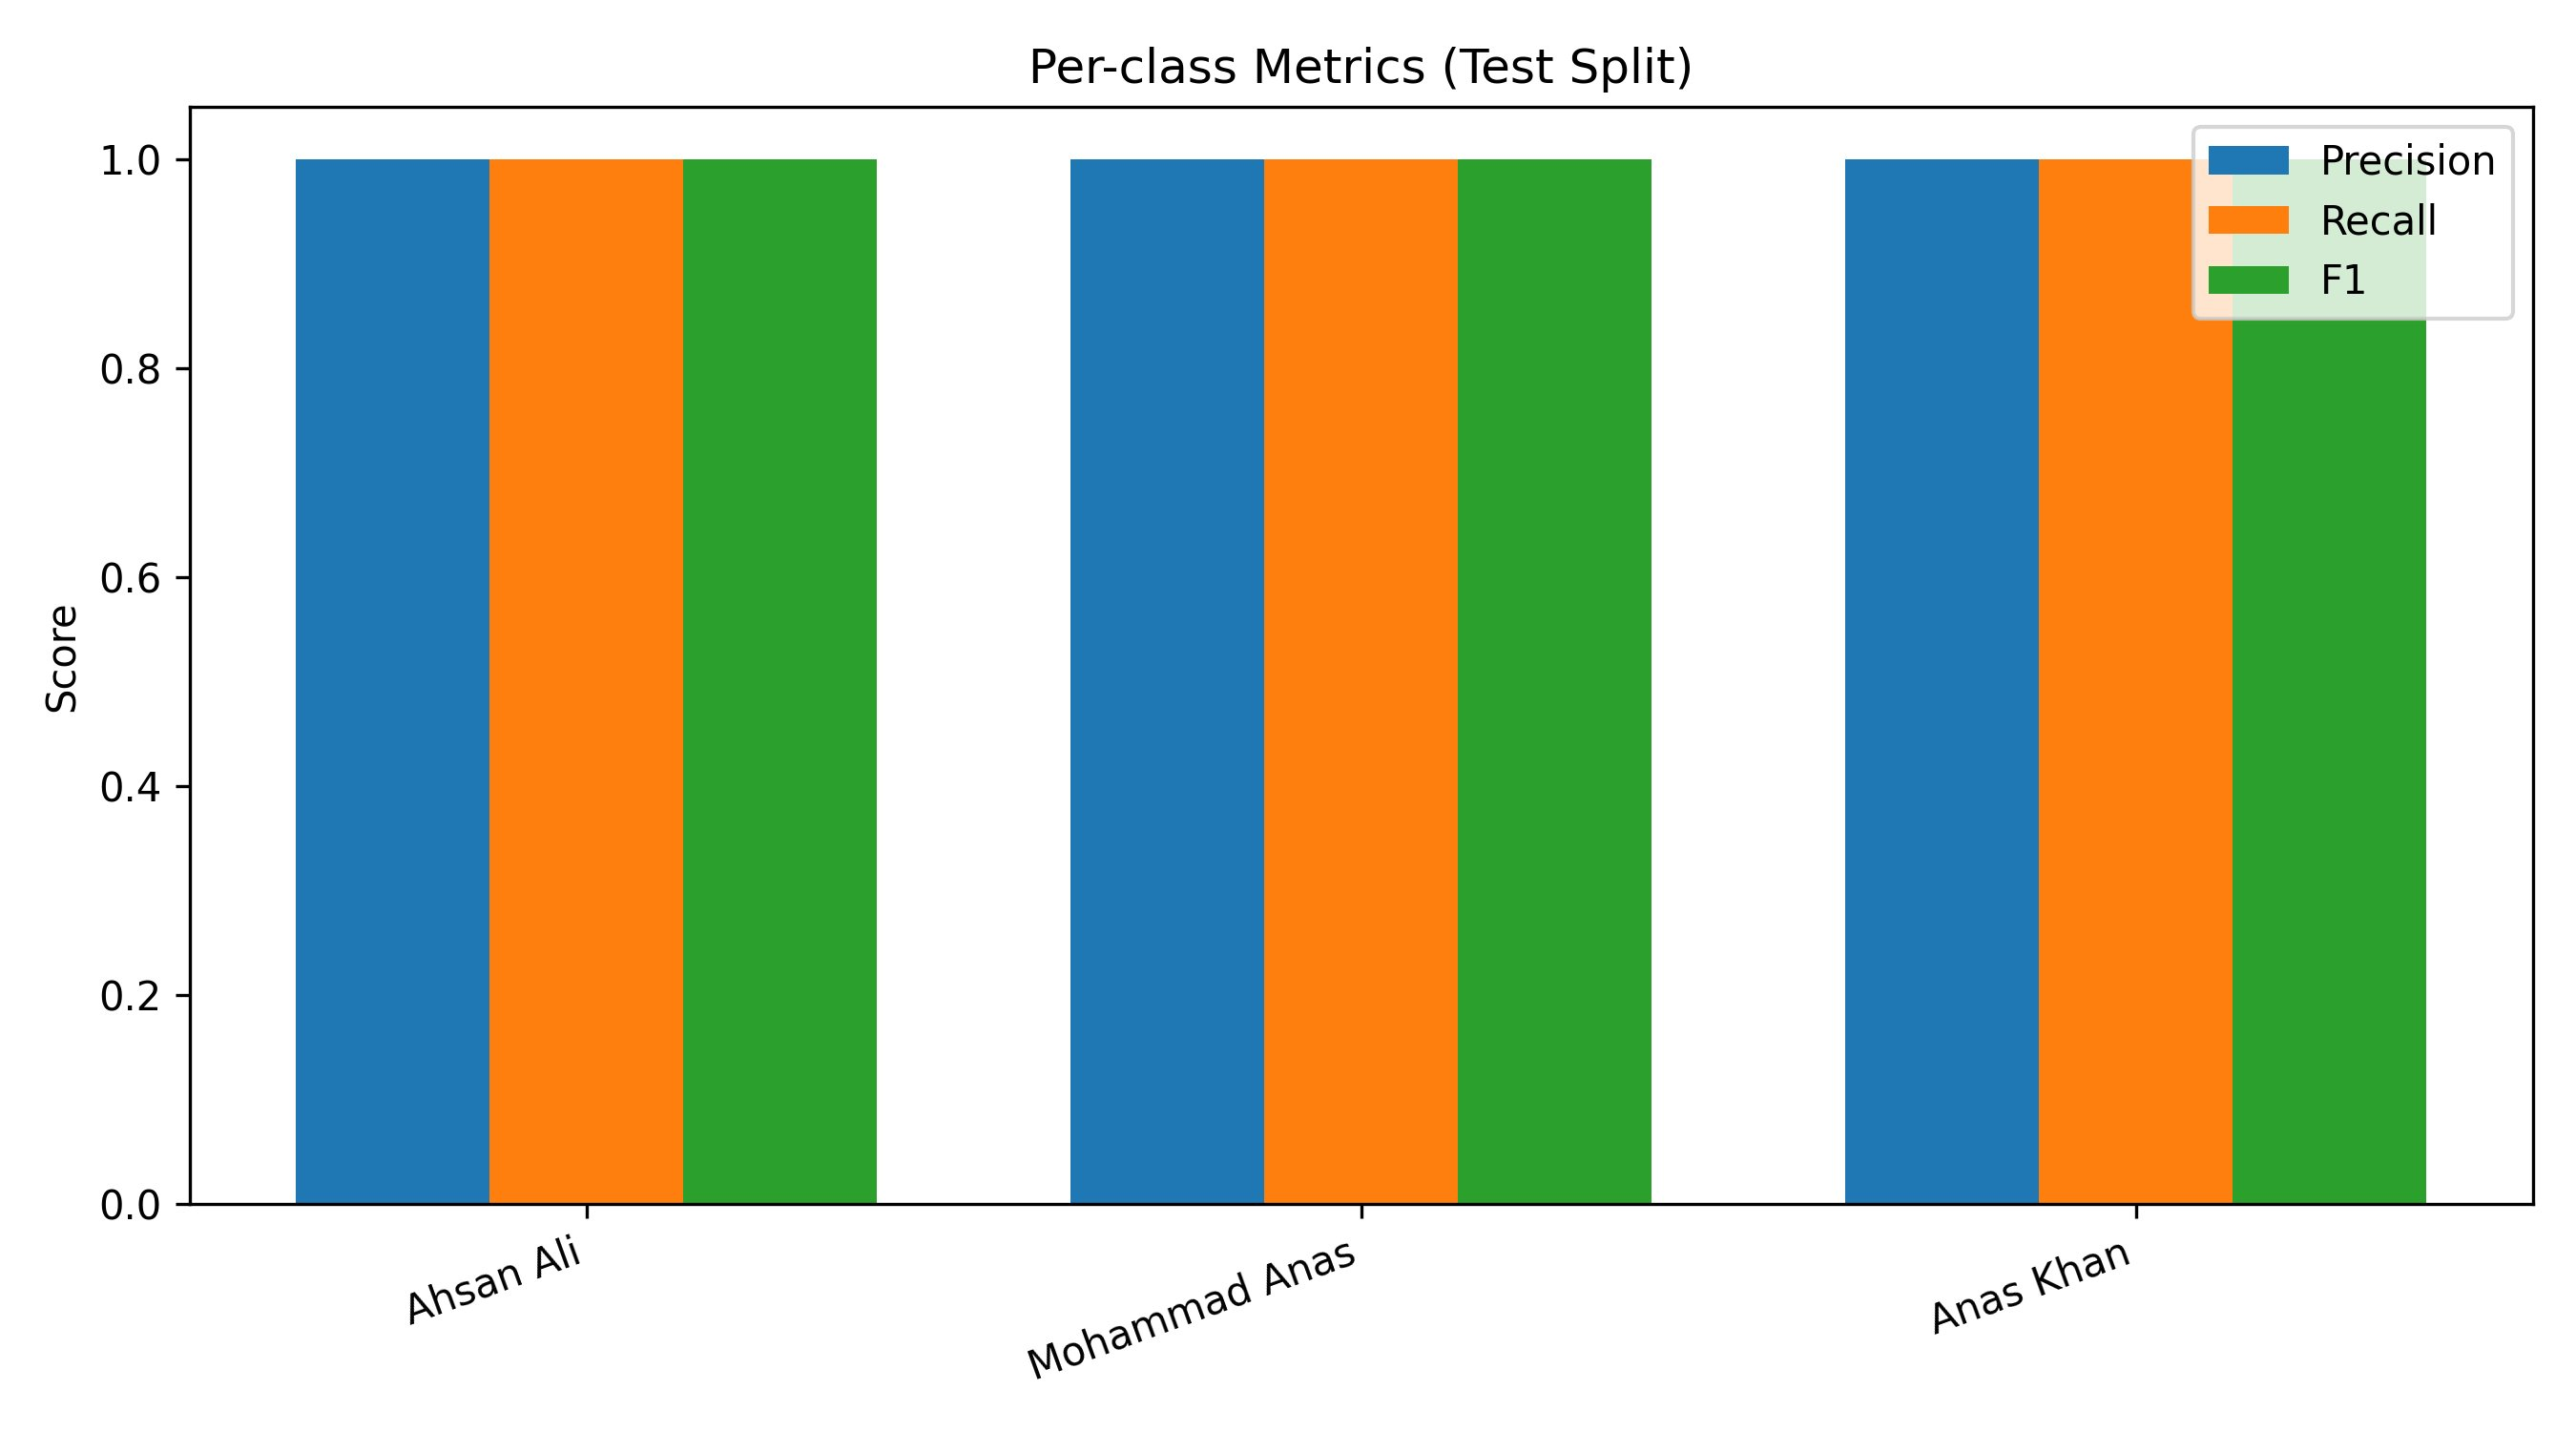 Per-class Metrics (Test Split)
Precision
Recall
F1
Score
1.0
0.8
0.6
0.4
0.2
0.0
Ahsan Ali
Mohammad Anas
Anas Khan